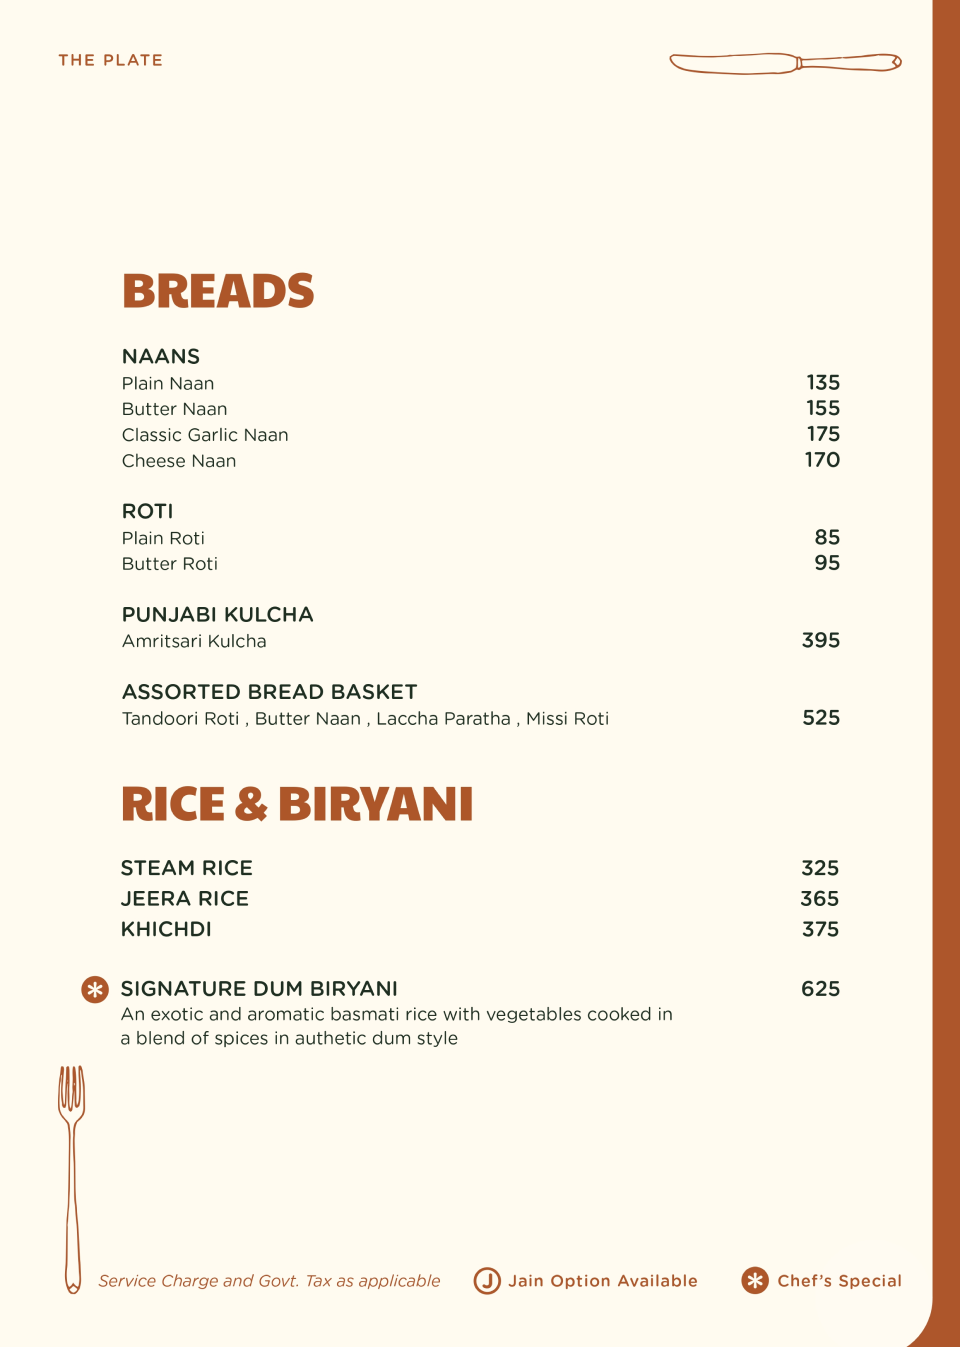 THE PLATE
BREADS
NAANS
Plain Naan 135
Butter Naan 155
Classic Garlic Naan 175
Cheese Naan 170
ROTI
Plain Roti 85
Butter Roti 95
PUNJABI KULCHA
Amritsari Kulcha 395
ASSORTED BREAD BASKET
Tandoori Roti , Butter Naan , Laccha Paratha , Missi Roti 525
RICE & BIRYANI
STEAM RICE 325
JEERA RICE 365
KHICHDI 375
SIGNATURE DUM BIRYANI 625
An exotic and aromatic basmati rice with vegetables cooked in
a blend of spices in authetic dum style
Service Charge and Govt. Tax as applicable J Jain Option Available Chef's Special